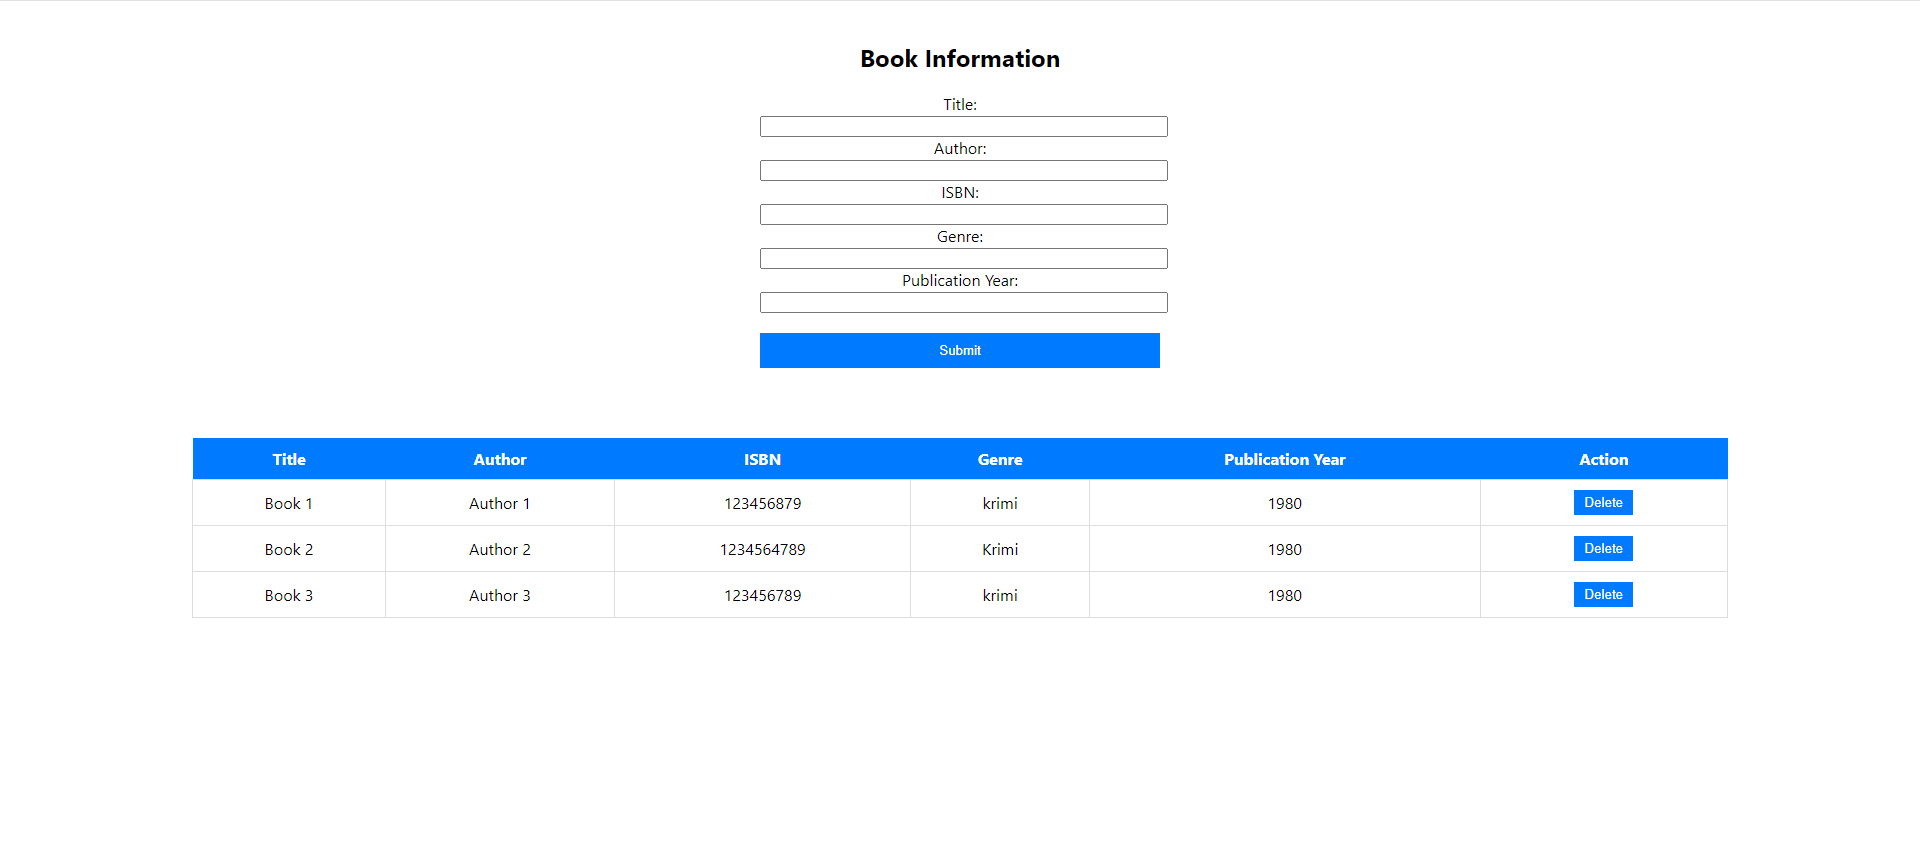 Book Information
Title:
Author:
ISBN:
Genre:
Publication Year:
Submit
Title Author ISBN Genre Publication Year Action
Book 1 Author 1 123456879 krimi 1980 Delete
Book 2 Author 2 1234564789 Krimi 1980 Delete
Book 3 Author 3 123456789 krimi 1980 Delete